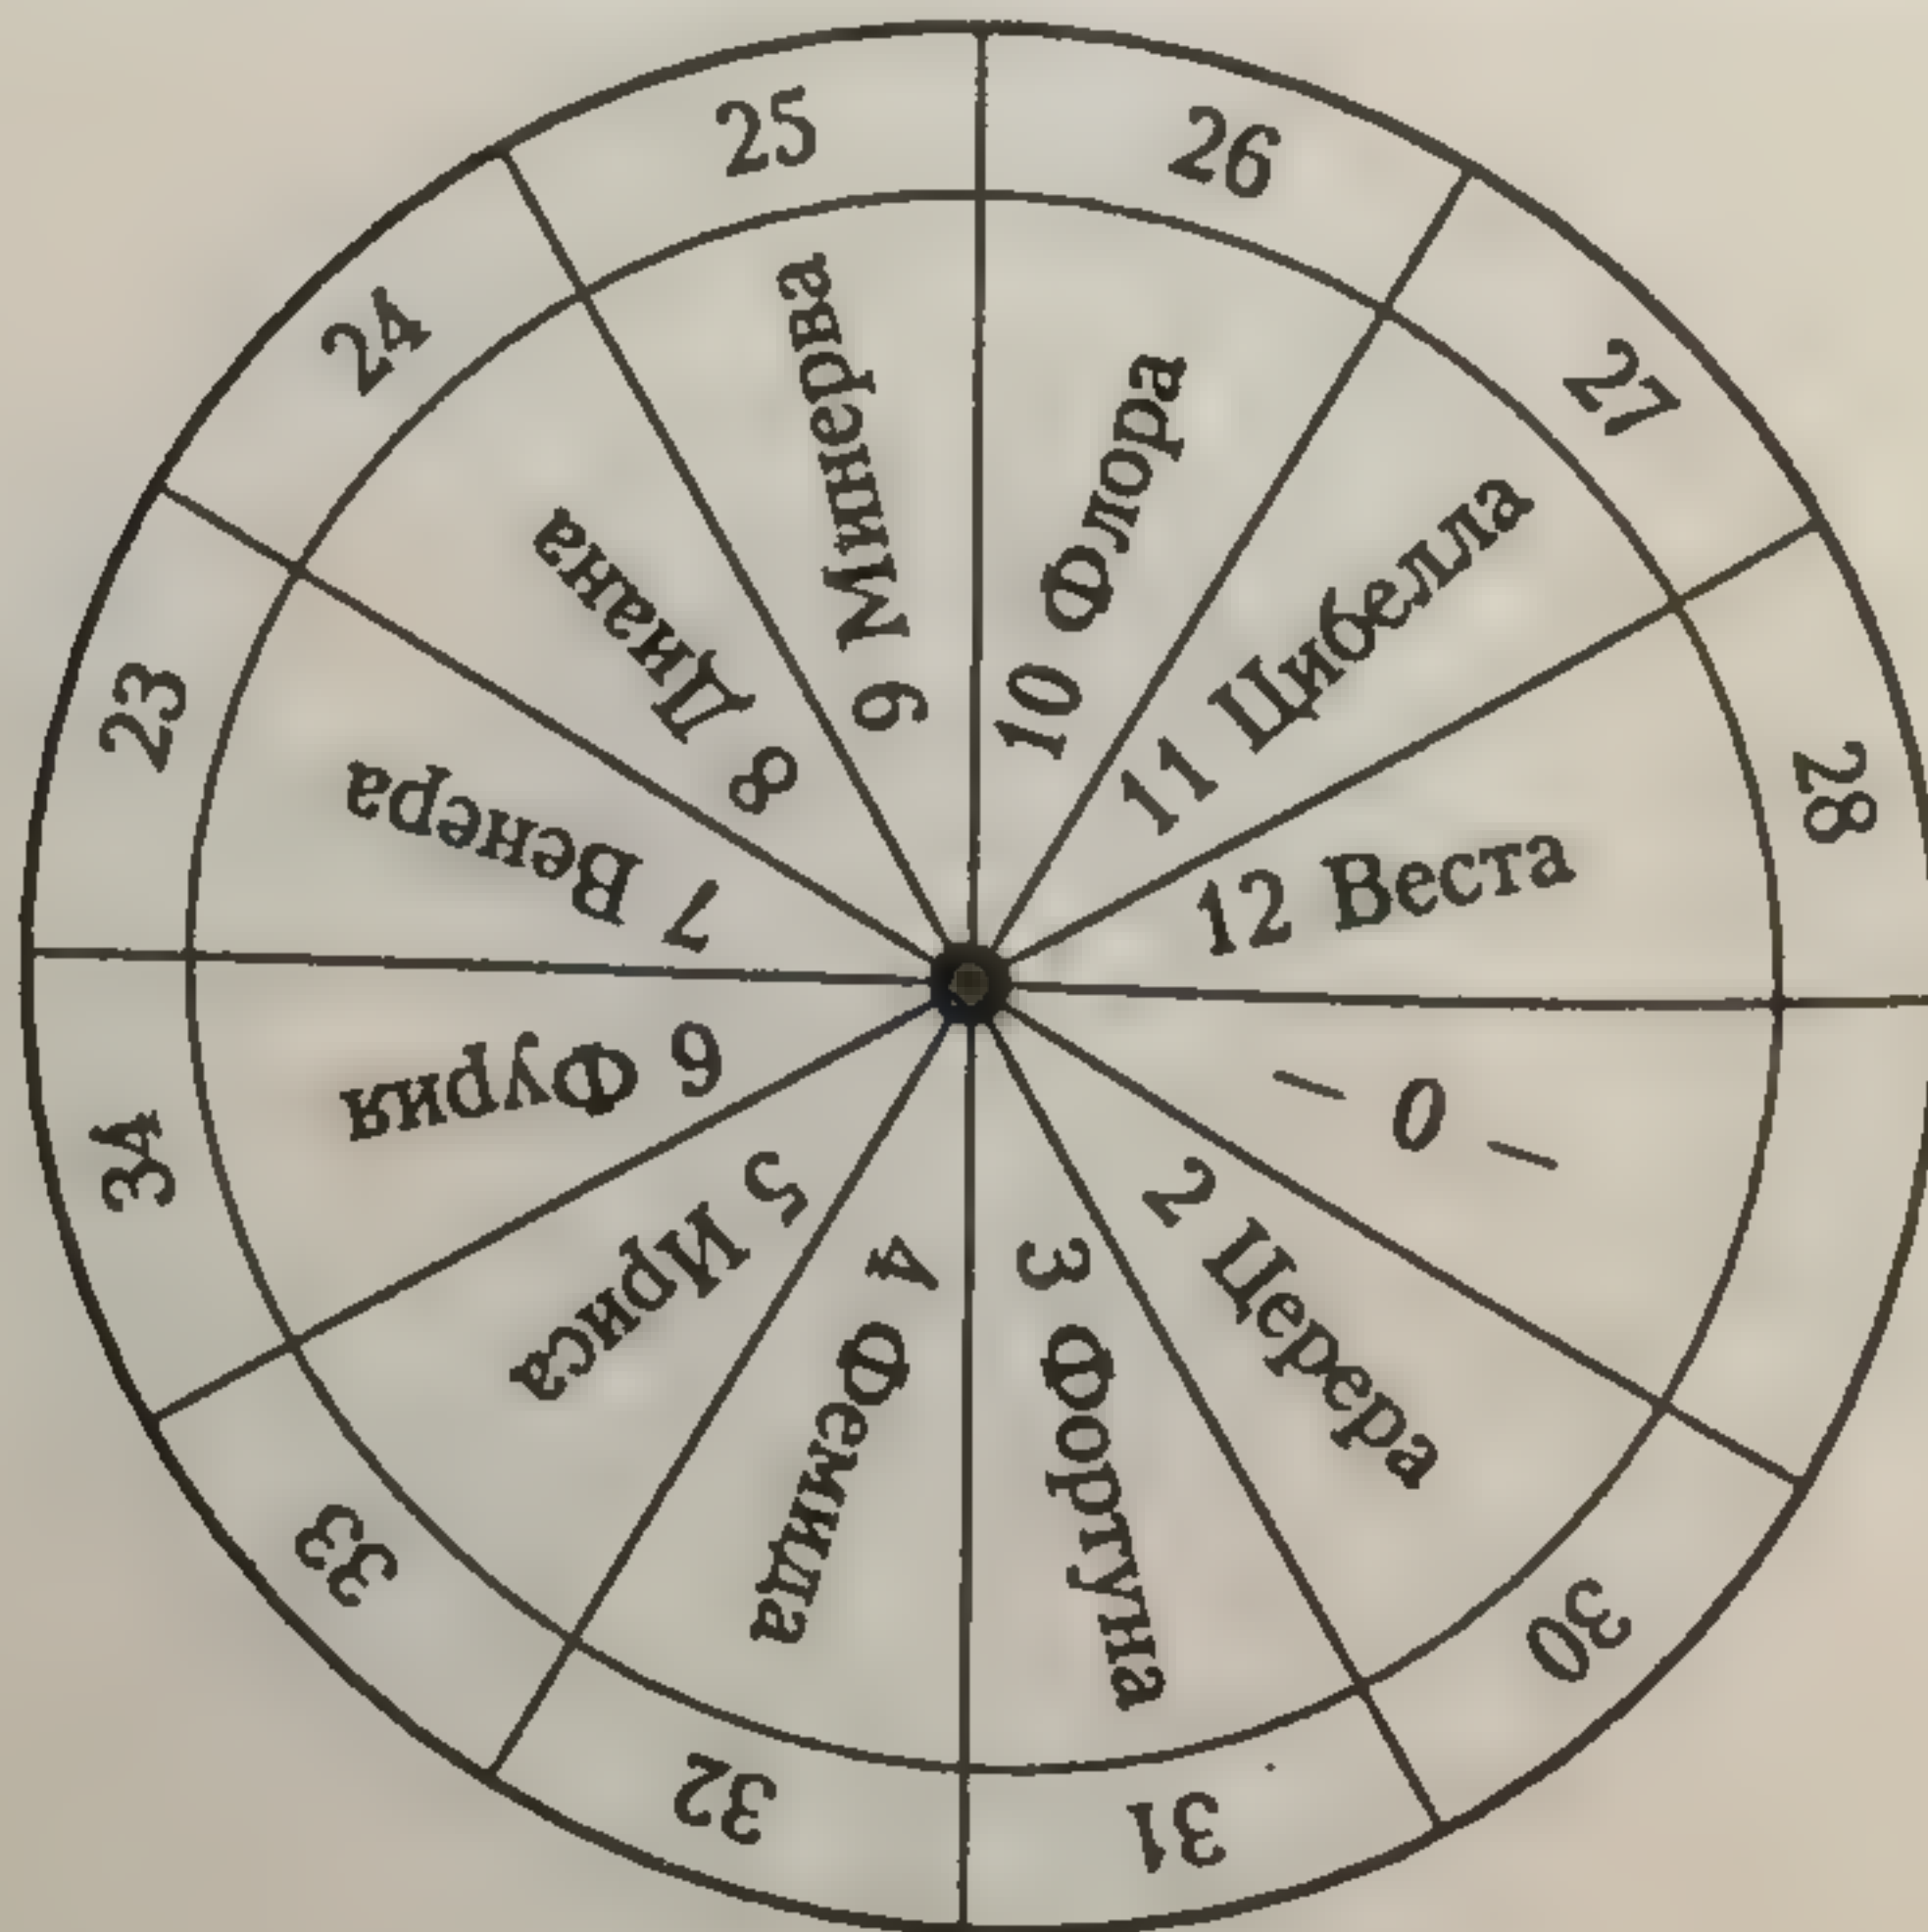 23
24
25
26
27
28
30
31
32
33
34
– 0 –
2 Церера
3 Фортуна
4 Фемида
5 Ириса
6 Фурия
7 Венера
8 Диана
9 Минерва
10 Флора
11 Цибелла
12 Веста